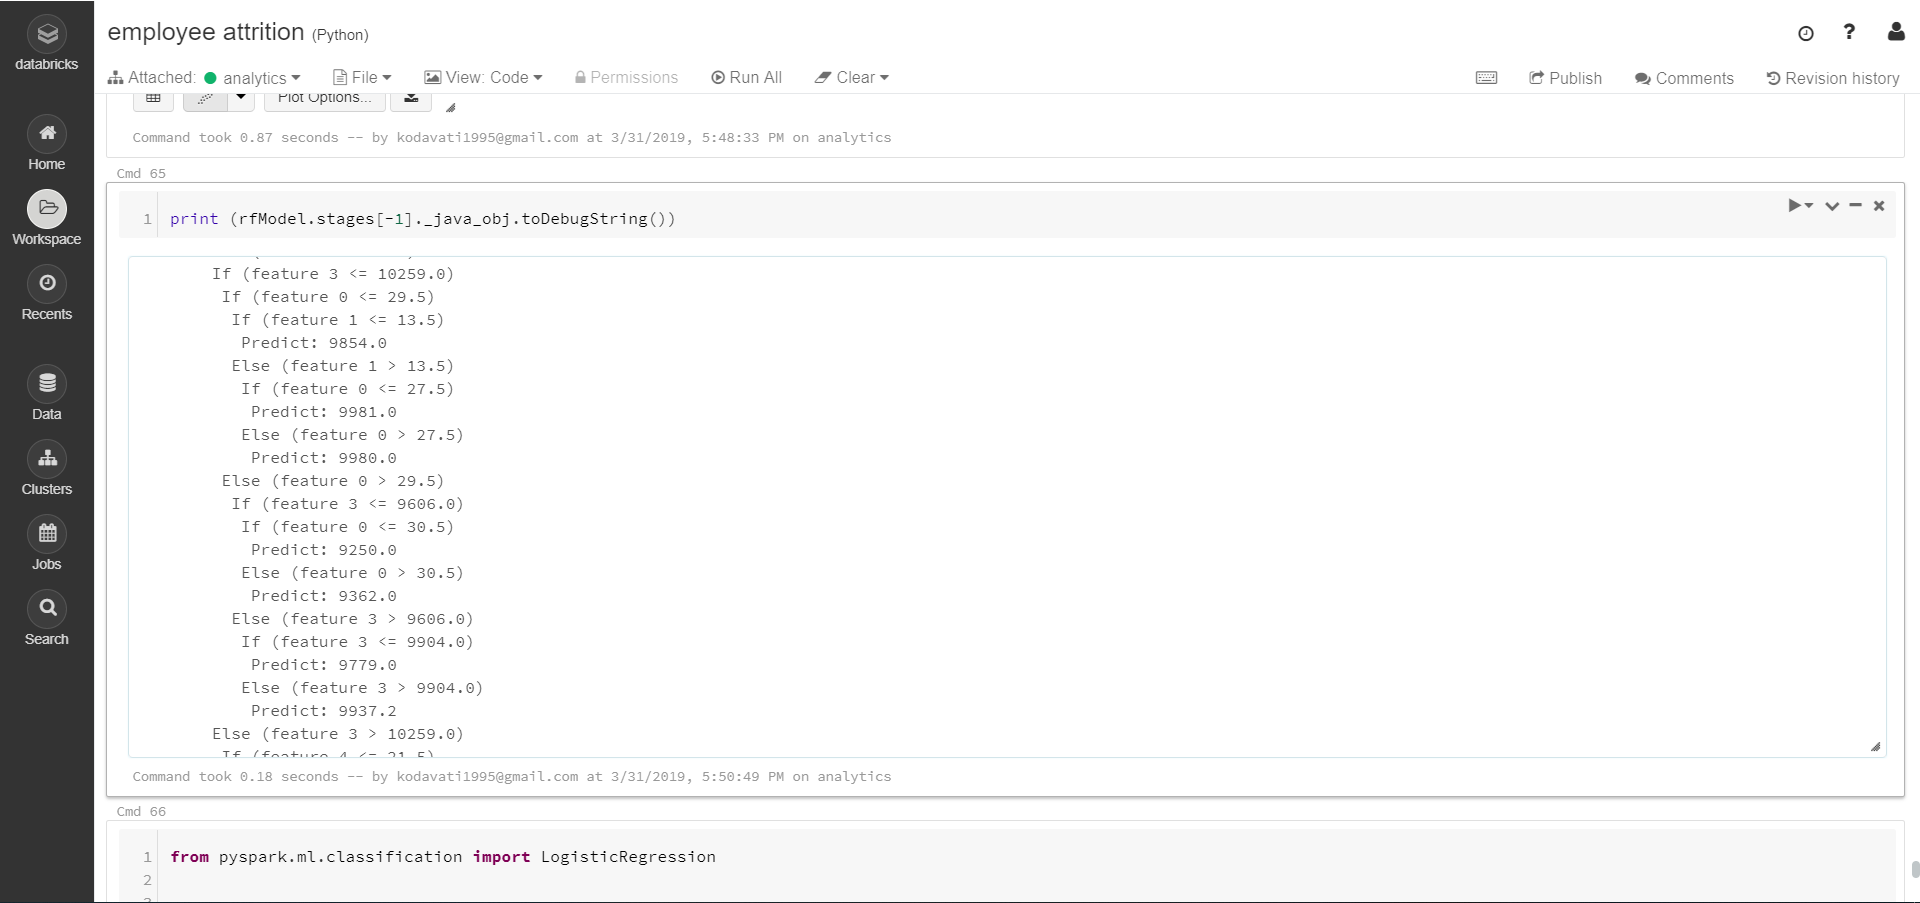 employee attrition (Python)
databricks
Attached: analytics File View: Code Permissions Run All Clear Publish Comments Revision history
Plot Options...
Command took 0.87 seconds -- by kodavati1995@gmail.com at 3/31/2019, 5:48:33 PM on analytics
Home
Workspace
Recents
Data
Clusters
Jobs
Search
Cmd 65
1 print (rfModel.stages[-1]._java_obj.toDebugString())
If (feature 3 <= 10259.0)
If (feature 0 <= 29.5)
If (feature 1 <= 13.5)
Predict: 9854.0
Else (feature 1 > 13.5)
If (feature 0 <= 27.5)
Predict: 9981.0
Else (feature 0 > 27.5)
Predict: 9980.0
Else (feature 0 > 29.5)
If (feature 3 <= 9606.0)
If (feature 0 <= 30.5)
Predict: 9250.0
Else (feature 0 > 30.5)
Predict: 9362.0
Else (feature 3 > 9606.0)
If (feature 3 <= 9904.0)
Predict: 9779.0
Else (feature 3 > 9904.0)
Predict: 9937.2
Else (feature 3 > 10259.0)
If (feature 4 <= 21.5)
Command took 0.18 seconds -- by kodavati1995@gmail.com at 3/31/2019, 5:50:49 PM on analytics
Cmd 66
1 from pyspark.ml.classification import LogisticRegression
2